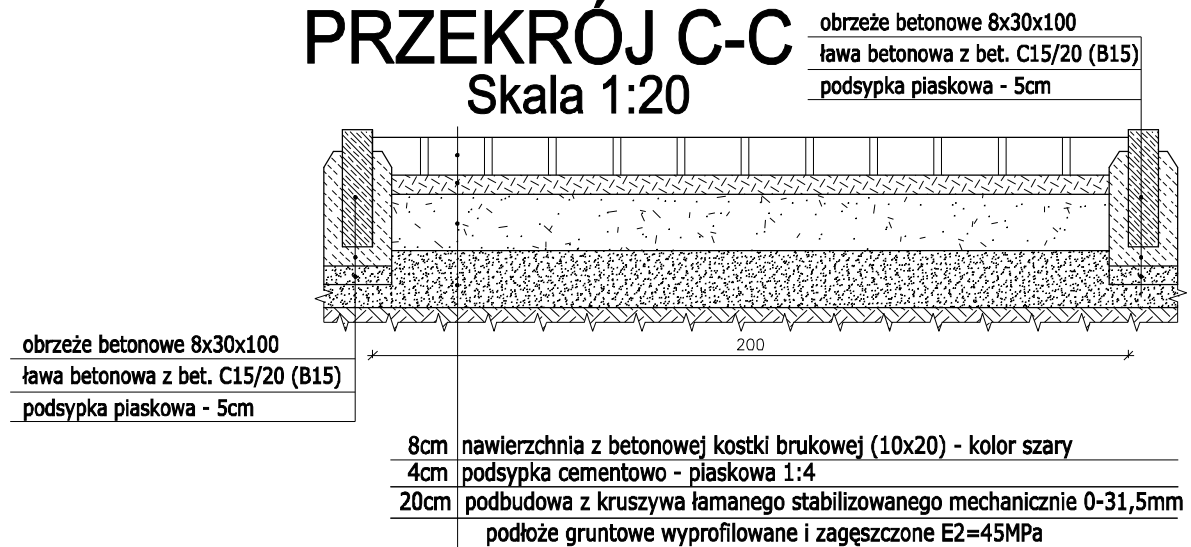 PRZEKRÓJ C-C
Skala 1:20
obrzeże betonowe 8x30x100
ława betonowa z bet. C15/20 (B15)
podsypka piaskowa - 5cm
200
obrzeże betonowe 8x30x100
ława betonowa z bet. C15/20 (B15)
podsypka piaskowa - 5cm
8cm nawierzchnia z betonowej kostki brukowej (10x20) - kolor szary
4cm podsypka cementowo - piaskowa 1:4
20cm podbudowa z kruszywa łamanego stabilizowanego mechanicznie 0-31,5mm
podłoże gruntowe wyprofilowane i zagęszczone E2=45MPa